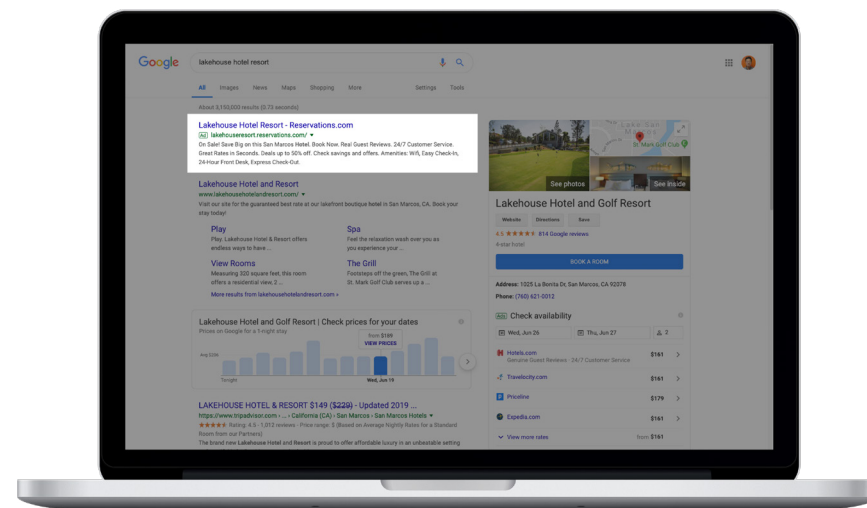 Google
lakehouse hotel resort
All Images News Maps Shopping More Settings Tools
About 3,150,000 results (0.73 seconds)
Lakehouse Hotel Resort - Reservations.com
Ad lakehouseresort.reservations.com/
On Sale! Save Big on this San Marcos Hotel. Book Now. Real Guest Reviews. 24/7 Customer Service.
Great Rates in Seconds. Deals up to 50% off. Check savings and offers. Amenities: Wifi, Easy Check-In,
24-Hour Front Desk, Express Check-Out.
Lakehouse Hotel and Resort
www.lakehousehotelandresort.com/
Visit our site for the guaranteed best rate at our lakefront boutique hotel in San Marcos, CA. Book your
stay today!
Play
Play. Lakehouse Hotel & Resort offers
endless ways to have ...
Spa
Feel the relaxation wash over you as
you experience your ...
View Rooms
Measuring 320 square feet, this room
offers a residential view, 2 ...
The Grill
Footsteps off the green, The Grill at
St. Mark Golf Club serves up a ...
More results from lakehousehotelandresort.com »
Lakehouse Hotel and Golf Resort | Check prices for your dates
Prices on Google for a 1-night stay
from $149
VIEW PRICES
Tonight
Wed, Jun 19
LAKEHOUSE HOTEL & RESORT $149 ($229) - Updated 2019 ...
https://www.tripadvisor.com › ... › California (CA) › San Marcos › San Marcos Hotels
Rating: 4.5 - 1,013 reviews - Price range: $ (Based on Average Nightly Rates for a Standard
Room from our Partners)
The brand new Lakehouse Hotel and Resort is proud to offer affordable luxury in an unbeatable setting
Lake San
Marcos
St. Mark Golf Club
See photos
See inside
Lakehouse Hotel and Golf Resort
Website Directions Save
4.5 814 Google reviews
4-star hotel
BOOK A ROOM
Address: 1025 La Bonita Dr, San Marcos, CA 92078
Phone: (760) 621-0012
Ads Check availability
Wed, Jun 26 Thu, Jun 27 2
Hotels.com $161
Genuine Guest Reviews · 24/7 Customer Service
Travelocity.com $161
Priceline $179
Expedia.com $161
View more rates from $161